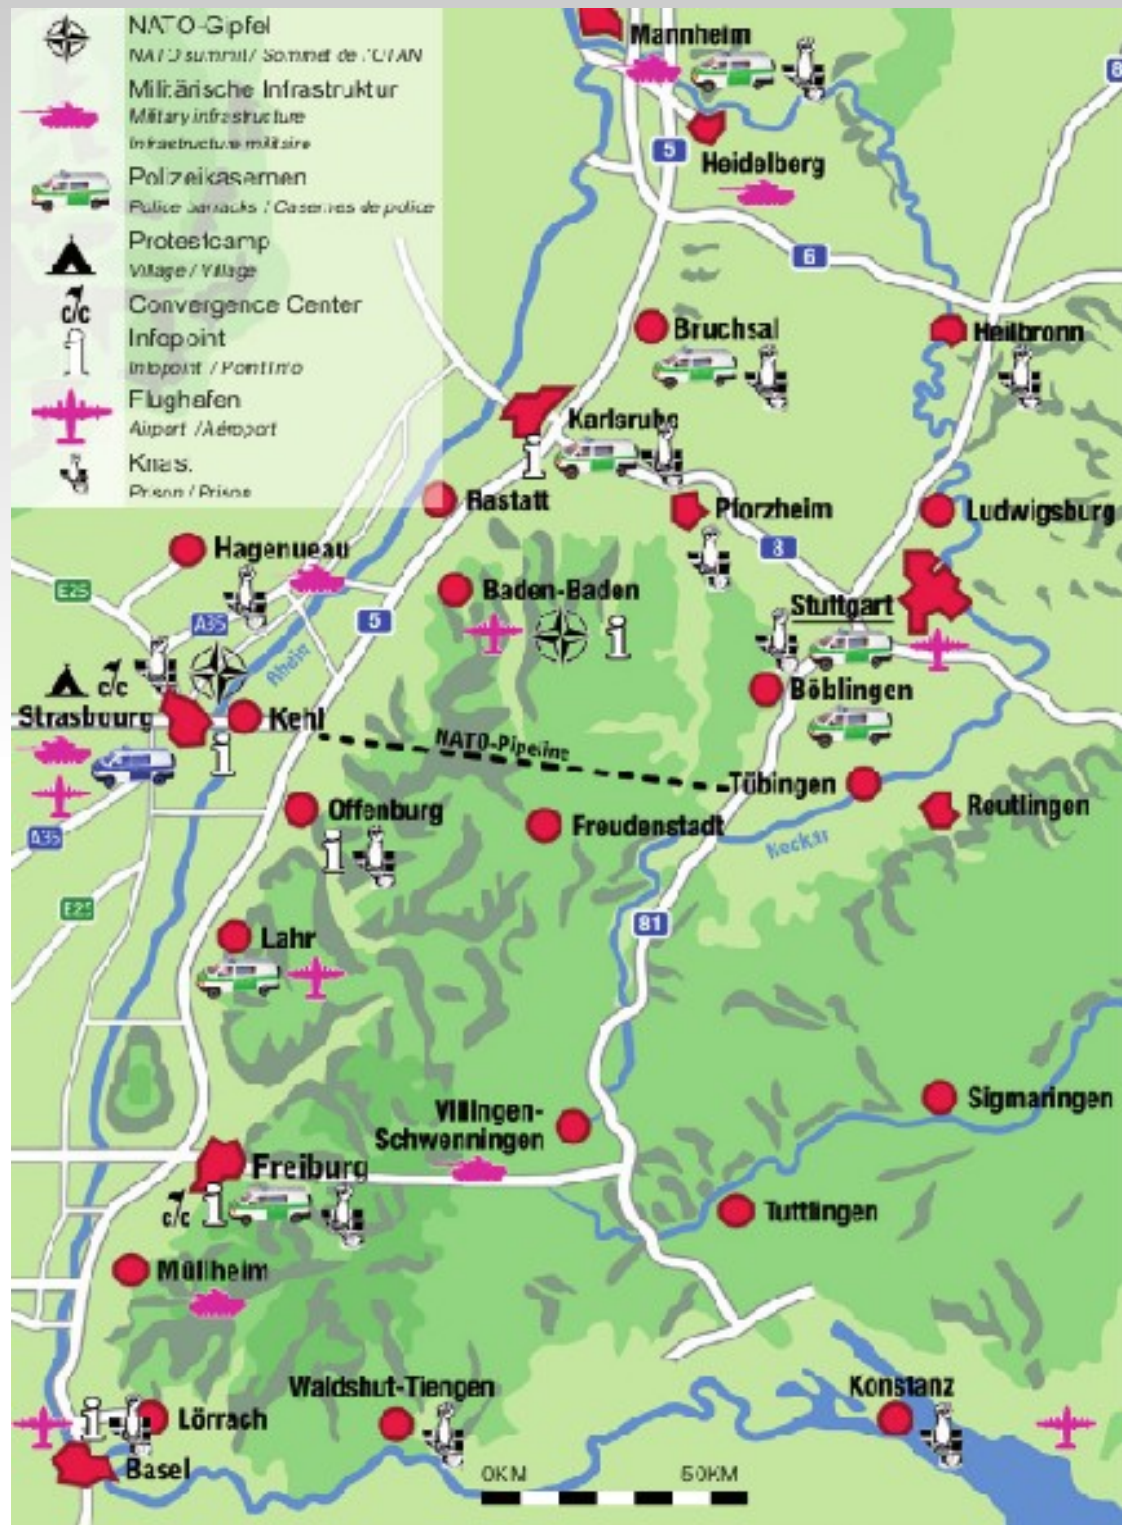 NATO-Gipfel
NATO summit / Sommet de l'OTAN
Militärische Infrastruktur
Military infrastructure
Infrastructure militaire
Polizeikasernen
Police barracks / Casernes de police
Protestcamp
Village / Village
c/c
Convergence Center
i
Infopoint
Infopoint / Point Info
Flughafen
Airport / Aéroport
Knast
Prison / Prison
Mannheim
8
5
Heidelberg
6
Bruchsal
Heilbronn
Karlsruhe
i
Rastatt
Pforzheim
Ludwigsburg
8
Hagenueau
E25
A35
5
Baden-Baden
i
Stuttgart
Rhein
c/c
Strasbourg
Kehl
i
Böblingen
NATO-Pipeline
Tübingen
A35
Offenburg
i
Freudenstadt
Reutlingen
Neckar
E25
81
Lahr
Villingen-
Schwenningen
Sigmaringen
Freiburg
c/c
i
Tuttlingen
Müllheim
Waldshut-Tiengen
Konstanz
i
Lörrach
Basel
0KM
50KM